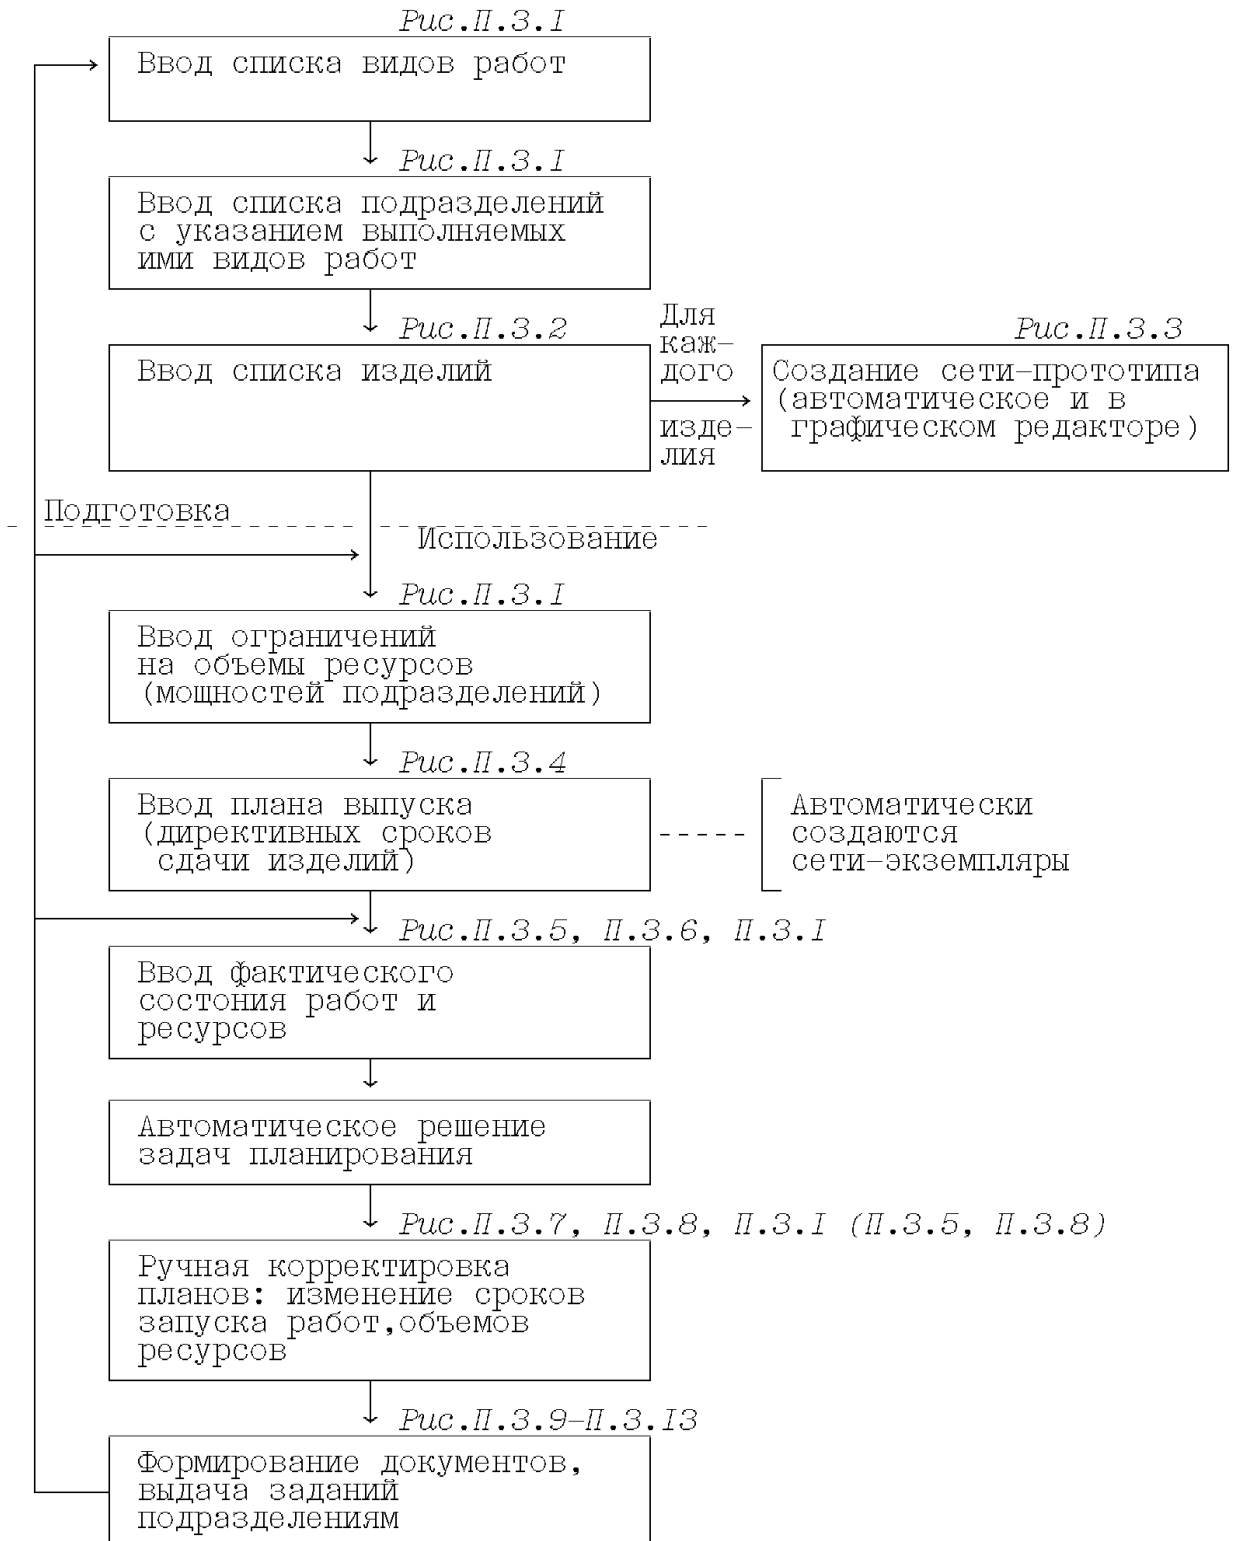 Рис.П.3.I
Ввод списка видов работ
Рис.П.3.I
Ввод списка подразделений
с указанием выполняемых
ими видов работ
Рис.П.3.2
Ввод списка изделий
Для
каж-
дого
изде-
лия
Рис.П.3.3
Создание сети-прототипа
(автоматическое и в
графическом редакторе)
Подготовка
Использование
Рис.П.3.I
Ввод ограничений
на объемы ресурсов
(мощностей подразделений)
Рис.П.3.4
Ввод плана выпуска
(директивных сроков
сдачи изделий)
Автоматически
создаются
сети-экземпляры
Рис.П.3.5, П.3.6, П.3.I
Ввод фактического
состония работ и
ресурсов
Автоматическое решение
задач планирования
Рис.П.3.7, П.3.8, П.3.I (П.3.5, П.3.8)
Ручная корректировка
планов: изменение сроков
запуска работ,объемов
ресурсов
Рис.П.3.9-П.3.I3
Формирование документов,
выдача заданий
подразделениям